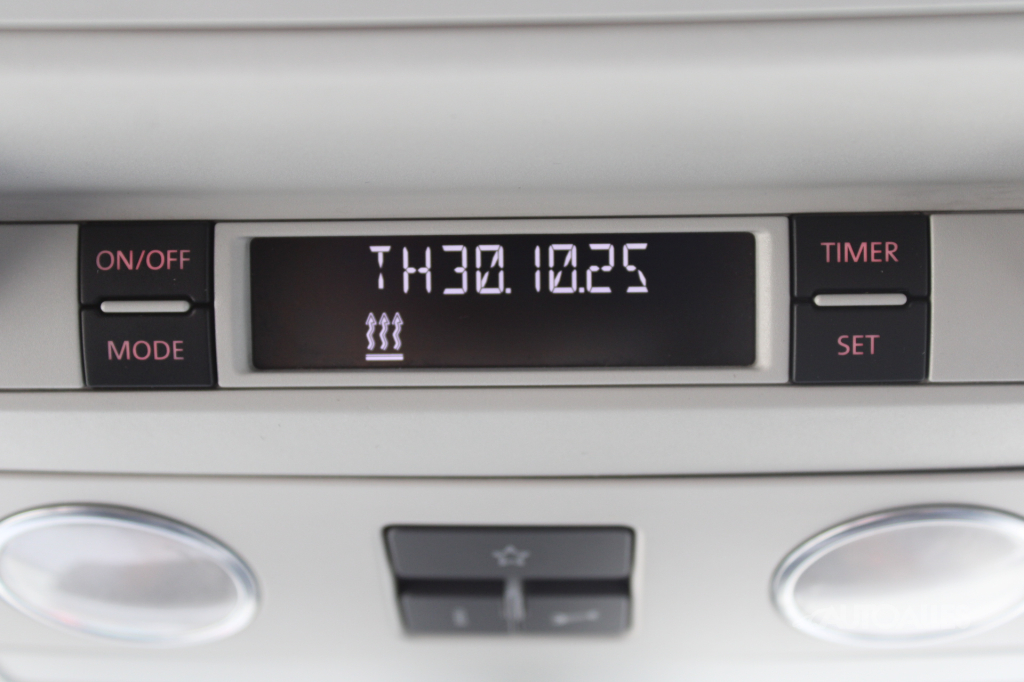 ON/OFF
MODE
TH30.10.25
TIMER
SET